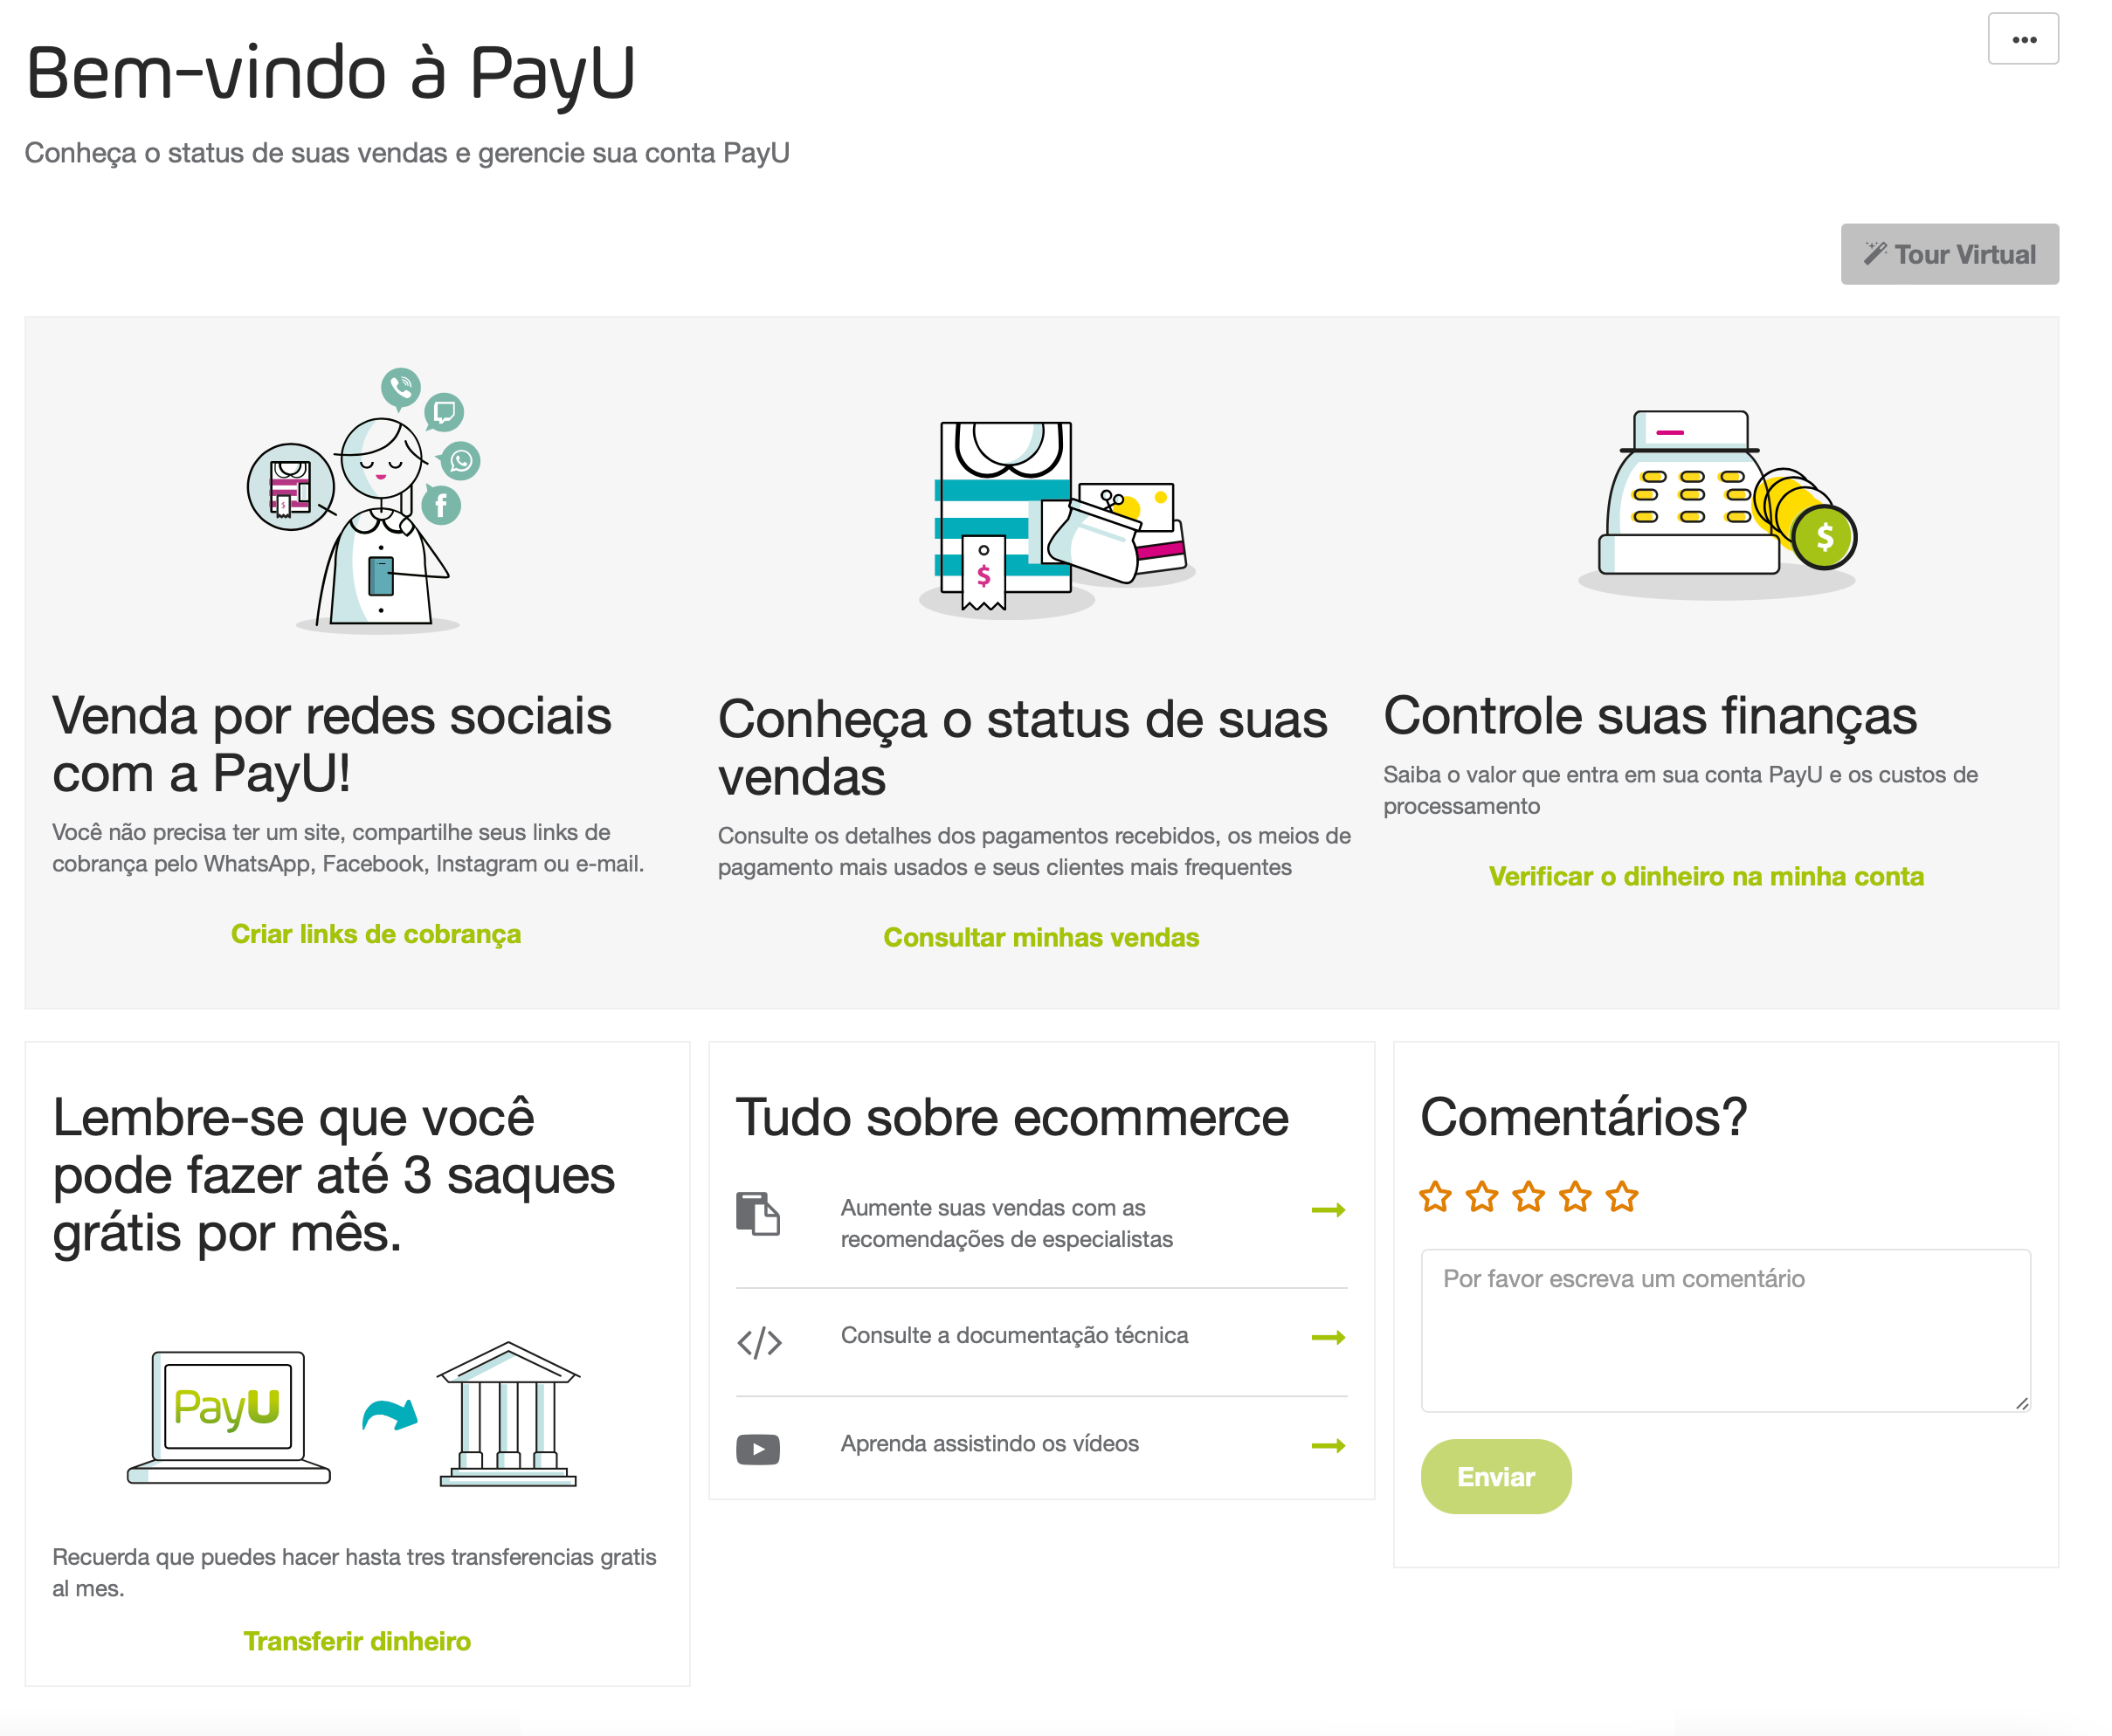 Bem-vindo à PayU
Conheça o status de suas vendas e gerencie sua conta PayU
Tour Virtual
$
f
$
$
Venda por redes sociais
com a PayU!
Você não precisa ter um site, compartilhe seus links de
cobrança pelo WhatsApp, Facebook, Instagram ou e-mail.
Criar links de cobrança
Conheça o status de suas
vendas
Consulte os detalhes dos pagamentos recebidos, os meios de
pagamento mais usados e seus clientes mais frequentes
Consultar minhas vendas
Controle suas finanças
Saiba o valor que entra em sua conta PayU e os custos de
processamento
Verificar o dinheiro na minha conta
Lembre-se que você
pode fazer até 3 saques
grátis por mês.
PayU
Recuerda que puedes hacer hasta tres transferencias gratis
al mes.
Transferir dinheiro
Tudo sobre ecommerce
Aumente suas vendas com as
recomendações de especialistas
Consulte a documentação técnica
Aprenda assistindo os vídeos
Comentários?
Por favor escreva um comentário
Enviar